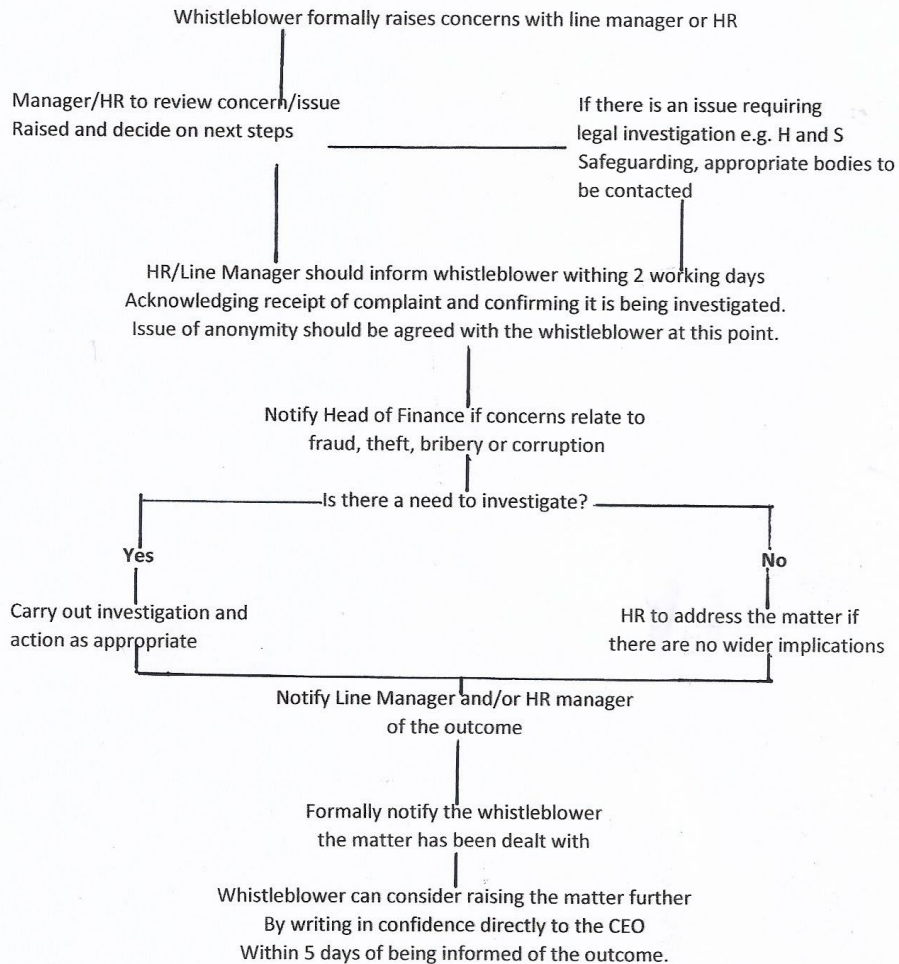 Whistleblower formally raises concerns with line manager or HR
Manager/HR to review concern/issue
Raised and decide on next steps
If there is an issue requiring
legal investigation e.g. H and S
Safeguarding, appropriate bodies to
be contacted
HR/Line Manager should inform whistleblower withing 2 working days
Acknowledging receipt of complaint and confirming it is being investigated.
Issue of anonymity should be agreed with the whistleblower at this point.
Notify Head of Finance if concerns relate to
fraud, theft, bribery or corruption
Is there a need to investigate?
Yes
No
Carry out investigation and
action as appropriate
HR to address the matter if
there are no wider implications
Notify Line Manager and/or HR manager
of the outcome
Formally notify the whistleblower
the matter has been dealt with
Whistleblower can consider raising the matter further
By writing in confidence directly to the CEO
Within 5 days of being informed of the outcome.